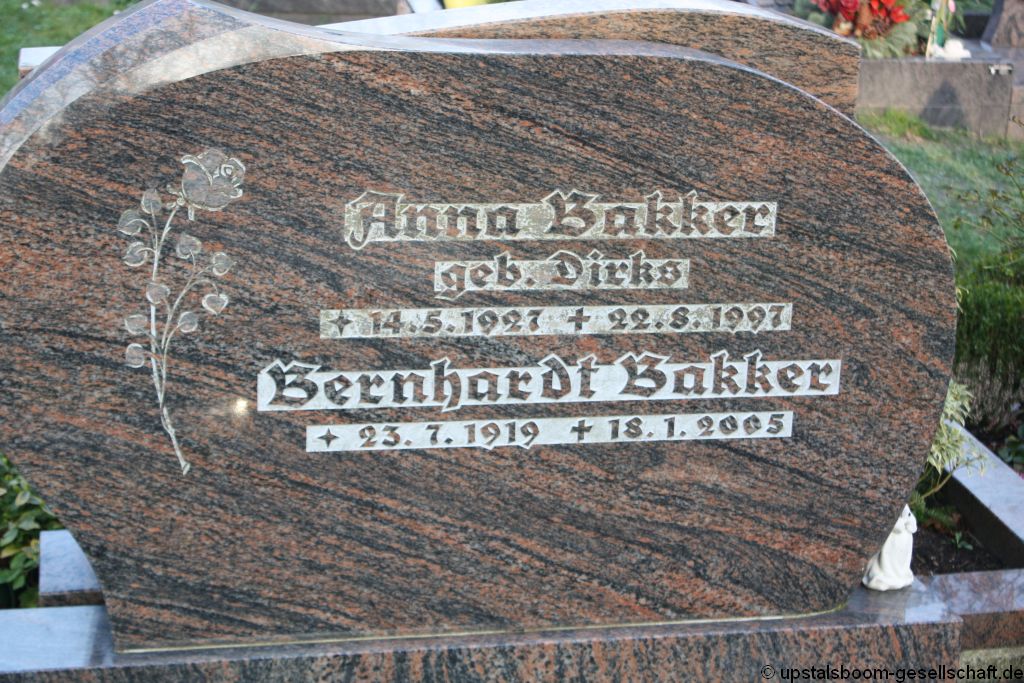 Anna Bakker
geb. Dirks
✦ 14.5.1927 ✝ 22.8.1997
Bernhardt Bakker
✦ 23.7.1919 ✝ 18.1.2005
© upstalsboom-gesellschaft.de